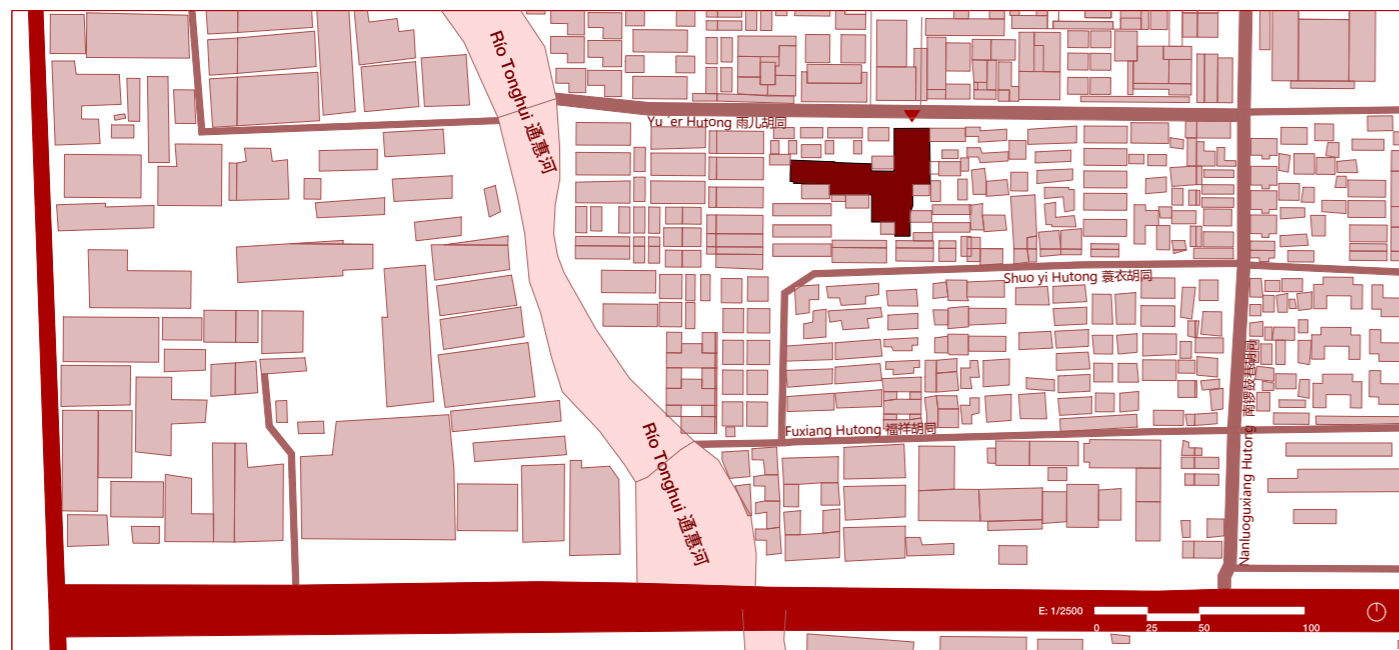 Río Tonghui 通惠河
Yu ´er Hutong 雨儿胡同
Shuo yi Hutong 蓑衣胡同
Nanluoguxiang Hutong 南锣鼓巷胡同
Fuxiang Hutong 福祥胡同
Río Tonghui 通惠河
E: 1/2500
0 25 50 100